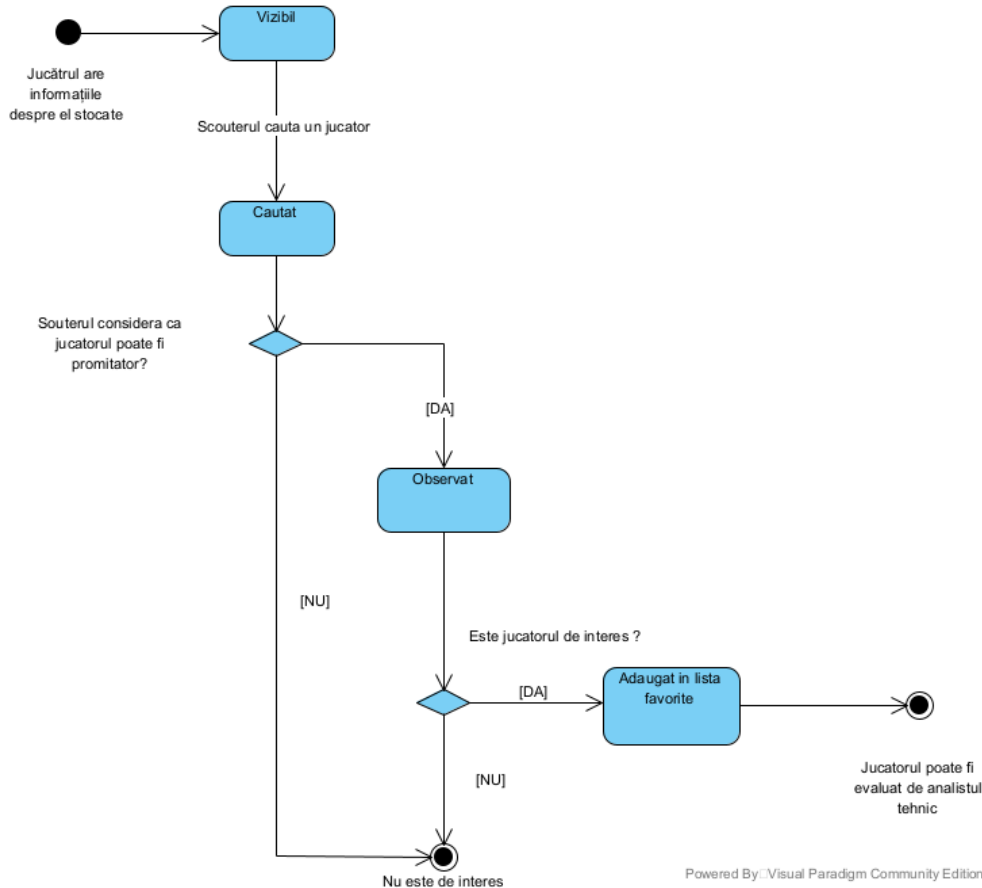 Vizibil
Jucătrul are
informațiile
despre el stocate
Scouterul cauta un jucator
Cautat
Souterul considera ca
jucatorul poate fi
promitator?
[DA]
Observat
[NU]
Este jucatorul de interes ?
Adaugat in lista
favorite
[DA]
[NU]
Jucatorul poate fi
evaluat de analistul
tehnic
Nu este de interes
Powered By Visual Paradigm Community Edition